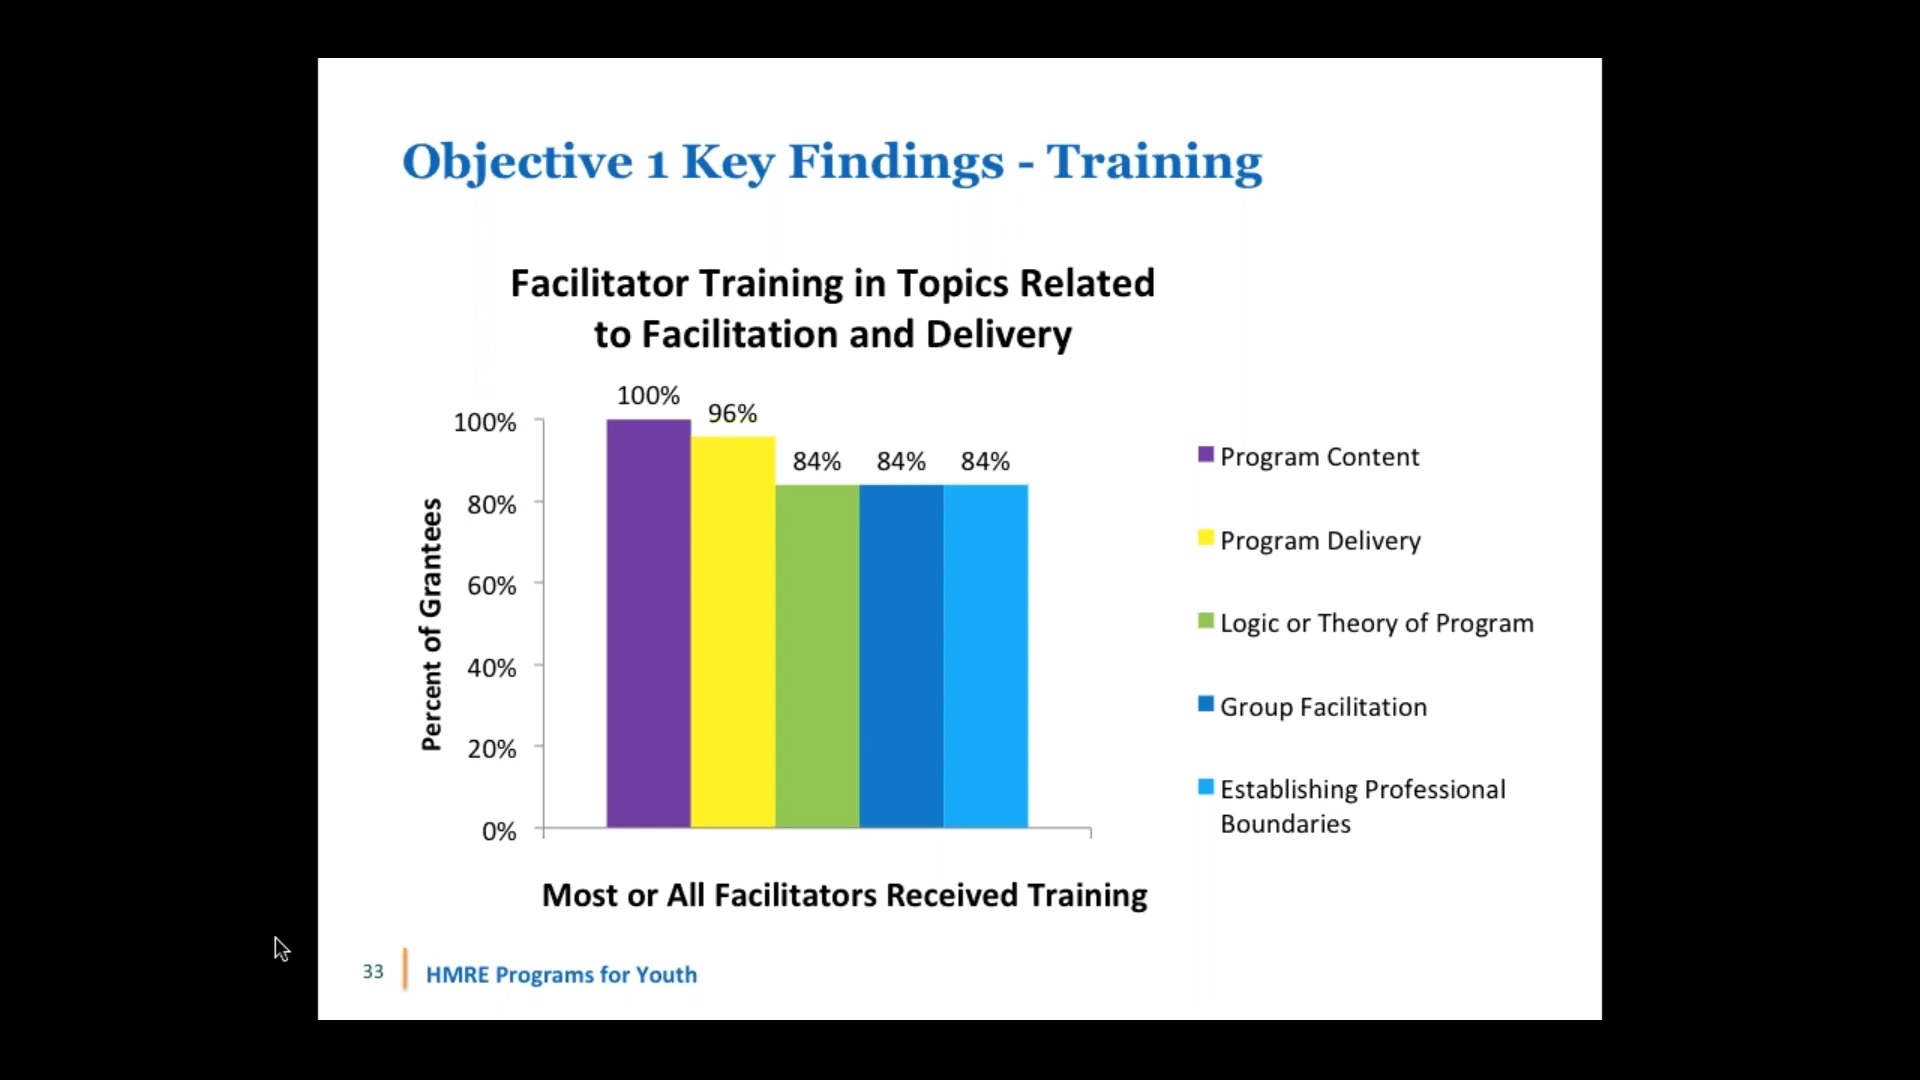 Objective 1 Key Findings - Training
Facilitator Training in Topics Related
to Facilitation and Delivery
100%
96%
84%
84%
84%
100%
80%
60%
40%
20%
0%
Percent of Grantees
Most or All Facilitators Received Training
Program Content
Program Delivery
Logic or Theory of Program
Group Facilitation
Establishing Professional
Boundaries
33
HMRE Programs for Youth